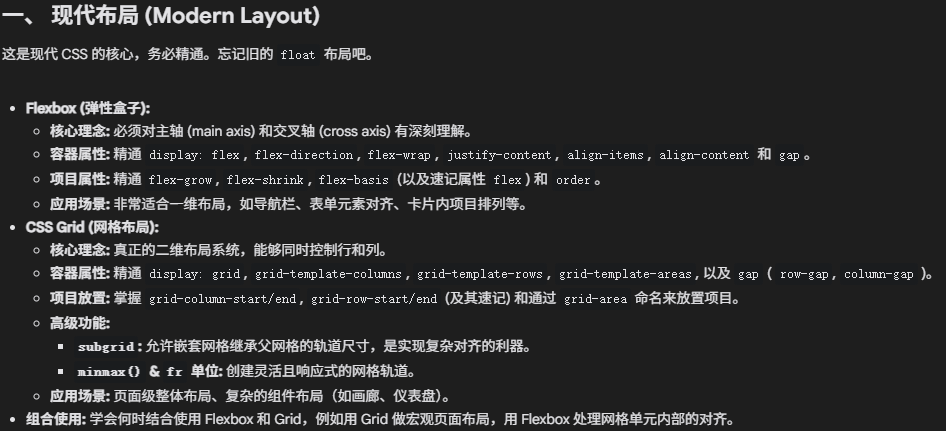 一、 现代布局 (Modern Layout)
这是现代 CSS 的核心，务必精通。忘记旧的 float 布局吧。
• Flexbox (弹性盒子):
○ 核心理念: 必须对主轴 (main axis) 和交叉轴 (cross axis) 有深刻理解。
○ 容器属性: 精通 display: flex, flex-direction, flex-wrap, justify-content, align-items, align-content 和 gap。
○ 项目属性: 精通 flex-grow, flex-shrink, flex-basis (以及速记属性 flex) 和 order。
○ 应用场景: 非常适合一维布局，如导航栏、表单元素对齐、卡片内项目排列等。
• CSS Grid (网格布局):
○ 核心理念: 真正的二维布局系统，能够同时控制行和列。
○ 容器属性: 精通 display: grid, grid-template-columns, grid-template-rows, grid-template-areas, 以及 gap ( row-gap, column-gap )。
○ 项目放置: 掌握 grid-column-start/end, grid-row-start/end (及其速记) 和通过 grid-area 命名来放置项目。
○ 高级功能:
▪ subgrid: 允许嵌套网格继承父网格的轨道尺寸，是实现复杂对齐的利器。
▪ minmax() & fr 单位: 创建灵活且响应式的网格轨道。
○ 应用场景: 页面级整体布局、复杂的组件布局（如画廊、仪表盘）。
• 组合使用: 学会何时结合使用 Flexbox 和 Grid，例如用 Grid 做宏观页面布局，用 Flexbox 处理网格单元内部的对齐。